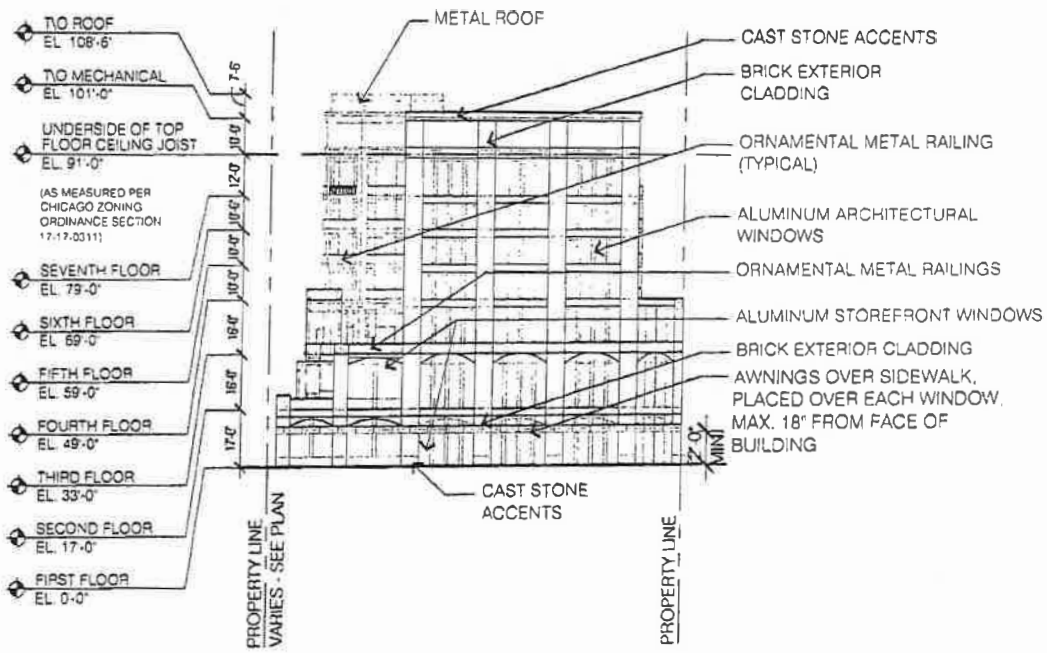 T\O ROOF
EL. 108'-6"
T\O MECHANICAL
EL. 101'-0"
UNDERSIDE OF TOP
FLOOR CEILING JOIST
EL. 91'-0"
(AS MEASURED PER
CHICAGO ZONING
ORDINANCE SECTION
17-17-0311)
SEVENTH FLOOR
EL. 79'-0"
SIXTH FLOOR
EL. 69'-0"
FIFTH FLOOR
EL. 59'-0"
FOURTH FLOOR
EL. 49'-0"
THIRD FLOOR
EL. 33'-0"
SECOND FLOOR
EL. 17'-0"
FIRST FLOOR
EL. 0'-0"
7'-6"
10'-0"
12'-0"
10'-0"
10'-0"
10'-0"
16'-0"
16'-0"
17'-0"
METAL ROOF
CAST STONE ACCENTS
BRICK EXTERIOR
CLADDING
ORNAMENTAL METAL RAILING
(TYPICAL)
ALUMINUM ARCHITECTURAL
WINDOWS
ORNAMENTAL METAL RAILINGS
ALUMINUM STOREFRONT WINDOWS
BRICK EXTERIOR CLADDING
AWNINGS OVER SIDEWALK,
PLACED OVER EACH WINDOW,
MAX. 18" FROM FACE OF
BUILDING
MIN
CAST STONE
ACCENTS
PROPERTY LINE
VARIES - SEE PLAN
PROPERTY LINE